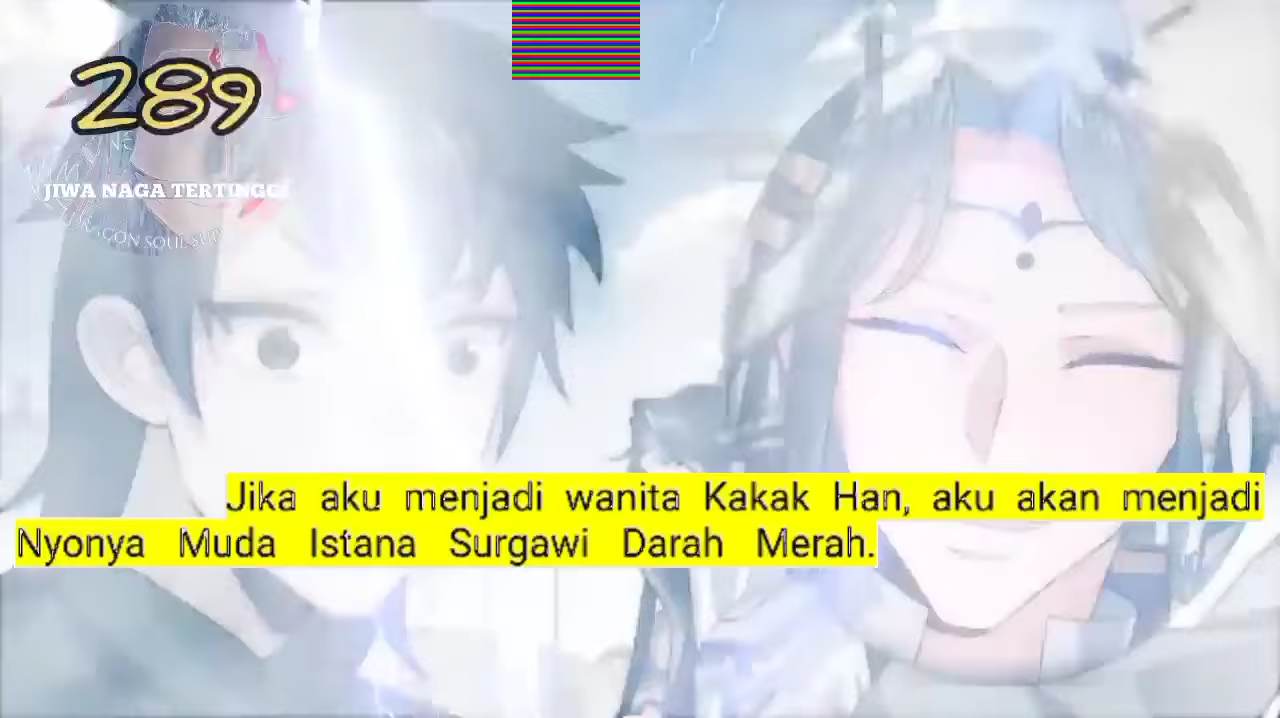 289
JIWA NAGA TERTINGGI
Jika aku menjadi wanita Kakak Han, aku akan menjadi
Nyonya Muda Istana Surgawi Darah Merah.